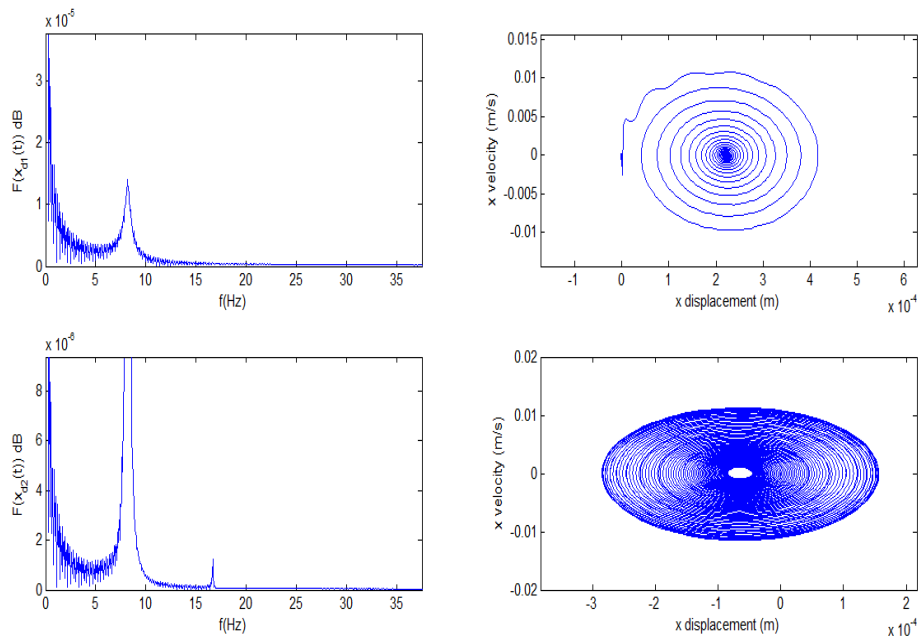 x 10⁻⁵
F(x_d1(t)) dB
3
2
1
0
0 5 10 15 20 25 30 35
f(Hz)
x velocity (m/s)
0.015
0.01
0.005
0
-0.005
-0.01
-1 0 1 2 3 4
x displacement (m)
x 10⁻⁴
x 10⁻⁶
F(x_d2(t)) dB
8
6
4
2
0
0 5 10 15 20 25 30 35
f(Hz)
x velocity (m/s)
0.02
0.01
0
-0.01
-0.02
-3 -2 -1 0 1 2
x displacement (m)
x 10⁻⁴